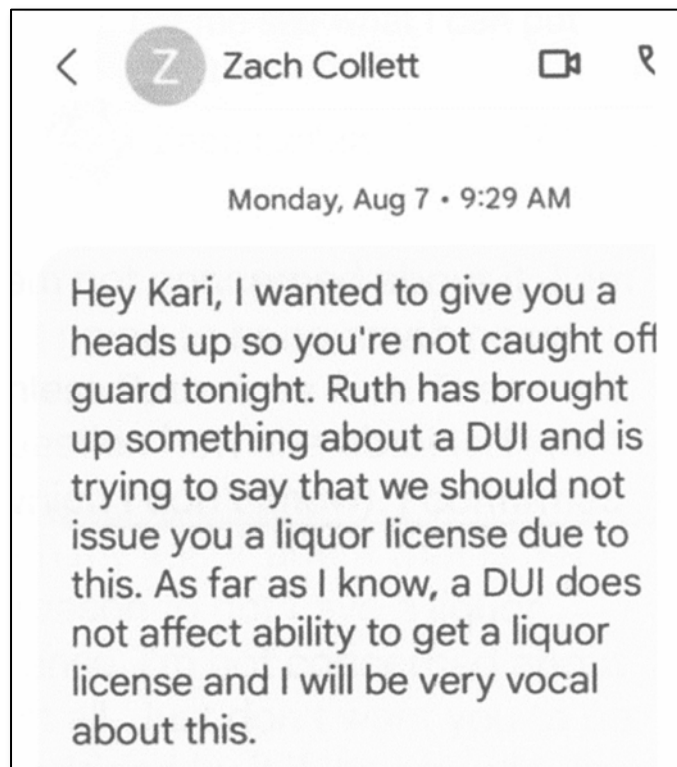 Z Zach Collett
Monday, Aug 7 • 9:29 AM
Hey Kari, I wanted to give you a
heads up so you're not caught off
guard tonight. Ruth has brought
up something about a DUI and is
trying to say that we should not
issue you a liquor license due to
this. As far as I know, a DUI does
not affect ability to get a liquor
license and I will be very vocal
about this.